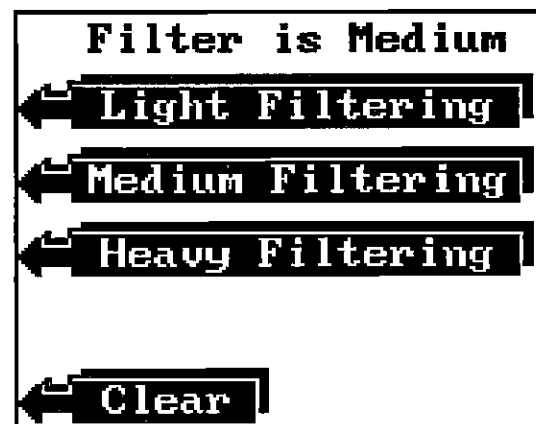 Filter is Medium
Light Filtering
Medium Filtering
Heavy Filtering
Clear